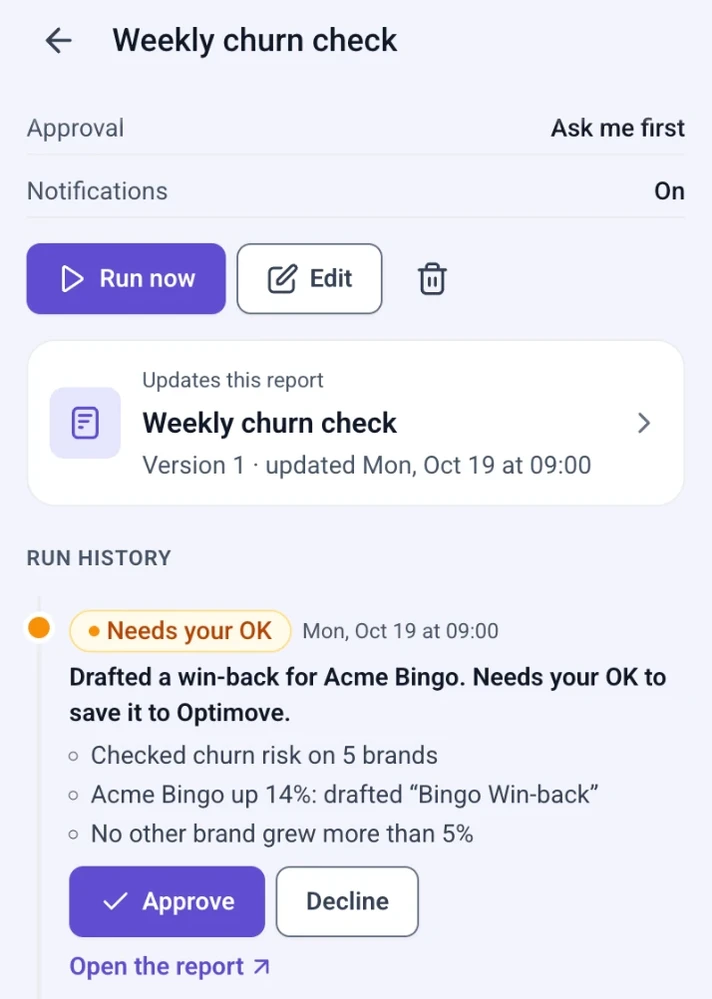 Weekly churn check
Approval
Ask me first
Notifications
On
Run now
Edit
Updates this report
Weekly churn check
Version 1 · updated Mon, Oct 19 at 09:00
RUN HISTORY
Needs your OK
Mon, Oct 19 at 09:00
Drafted a win-back for Acme Bingo. Needs your OK to
save it to Optimove.
Checked churn risk on 5 brands
Acme Bingo up 14%: drafted “Bingo Win-back”
No other brand grew more than 5%
Approve
Decline
Open the report